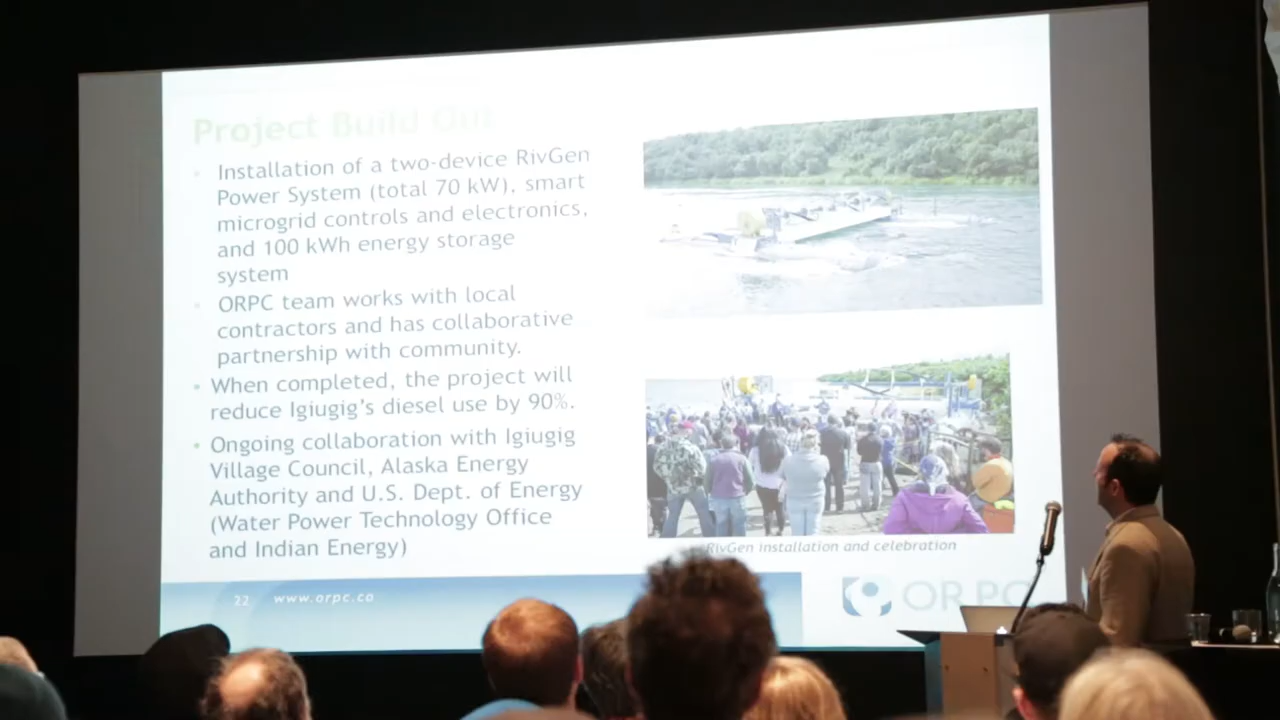 Project Build Out
Installation of a two-device RivGen
Power System (total 70 kW), smart
microgrid controls and electronics,
and 100 kWh energy storage
system
ORPC team works with local
contractors and has collaborative
partnership with community.
When completed, the project will
reduce Igiugig's diesel use by 90%.
Ongoing collaboration with Igiugig
Village Council, Alaska Energy
Authority and U.S. Dept. of Energy
(Water Power Technology Office
and Indian Energy)
RivGen installation and celebration
22 www.orpc.co
ORPC